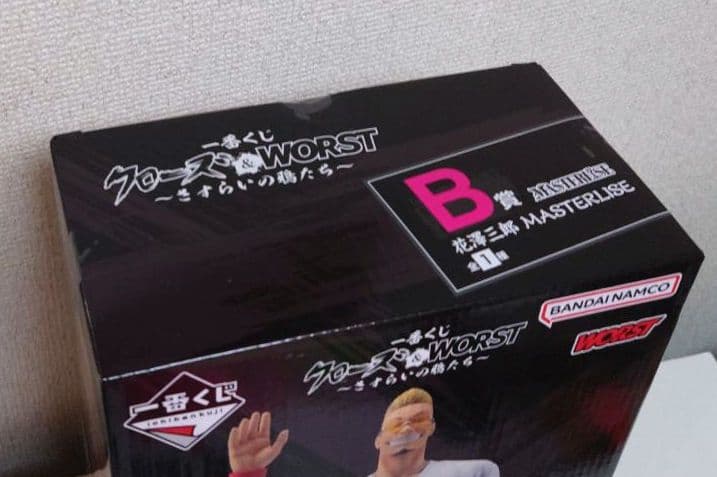 一番くじ
クローズ&WORST
~さすらいの鴉たち~
B賞 MASTERLISE
花澤三郎 MASTERLISE
全1種
BANDAI NAMCO
WORST
一番くじ
クローズ&WORST
~さすらいの鴉たち~
一番くじ
ichibankuji